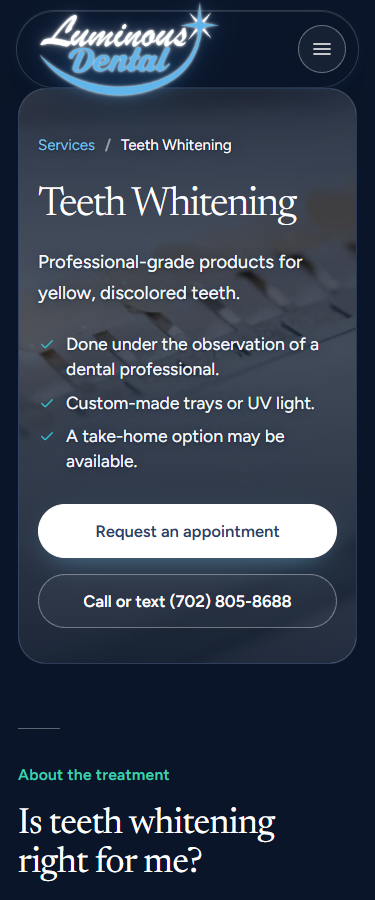 Luminous
Dental
Services / Teeth Whitening
Teeth Whitening
Professional-grade products for
yellow, discolored teeth.
Done under the observation of a
dental professional.
Custom-made trays or UV light.
A take-home option may be
available.
Request an appointment
Call or text (702) 805-8688
About the treatment
Is teeth whitening
right for me?